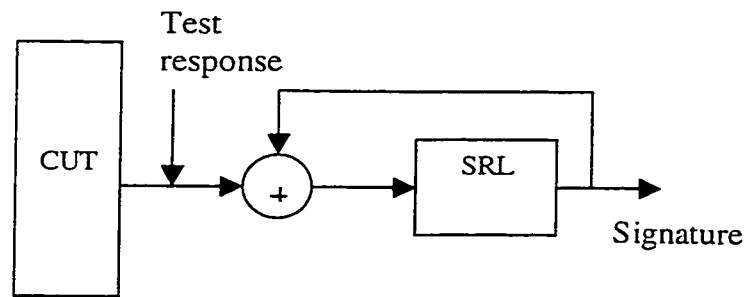 Test
response
CUT
+
SRL
Signature